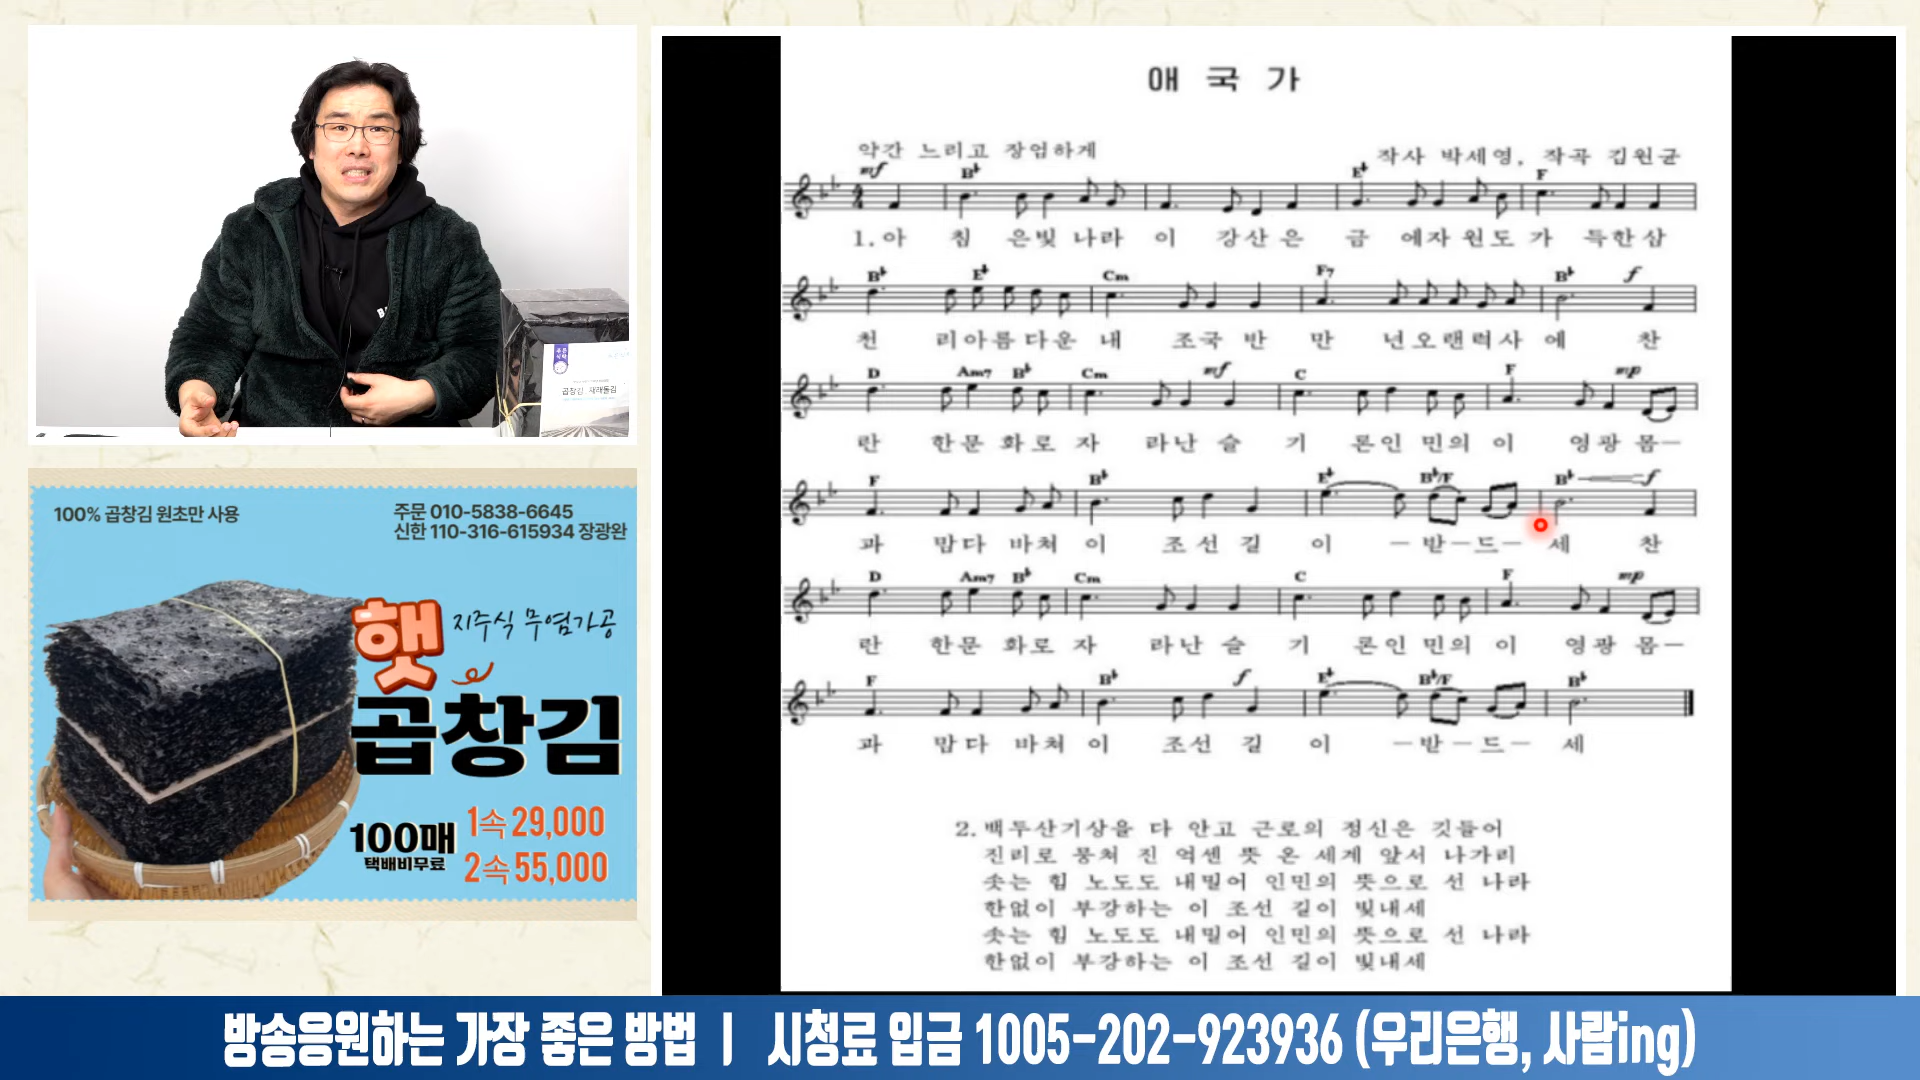 애 국 가
약간 느리고 장엄하게
작사 박세영, 작곡 김원균
1. 아 침 은빛 나라 이 강산 은 금 에자 원도 가 득한 삼
천 리아름다운 내 조국 반 만 년오랜력사 에 찬
란 한문 화로 자 라난 슬 기 론인 민의 이 영광 몸—
과 맘다 바쳐 이 조선 길 이 —받—드— 세 찬
란 한문 화로 자 라난 슬 기 론인 민의 이 영광 몸—
과 맘다 바쳐 이 조선 길 이 —받—드— 세
2. 백두산기상을 다 안고 근로의 정신은 깃들어
진리로 뭉쳐 진 억센 뜻 온 세계 앞서 나가리
솟는 힘 노도도 내밀어 인민의 뜻으로 선 나라
한없이 부강하는 이 조선 길이 빛내세
솟는 힘 노도도 내밀어 인민의 뜻으로 선 나라
한없이 부강하는 이 조선 길이 빛내세
곱창김 재래돌김
100% 곱창김 원초만 사용
주문 010-5838-6645
신한 110-316-615934 장광완
햇 지주식 무염가공
곱창김
100매
택배비무료
1속 29,000
2속 55,000
방송응원하는 가장 좋은 방법 | 시청료 입금 1005-202-923936 (우리은행, 사람ing)